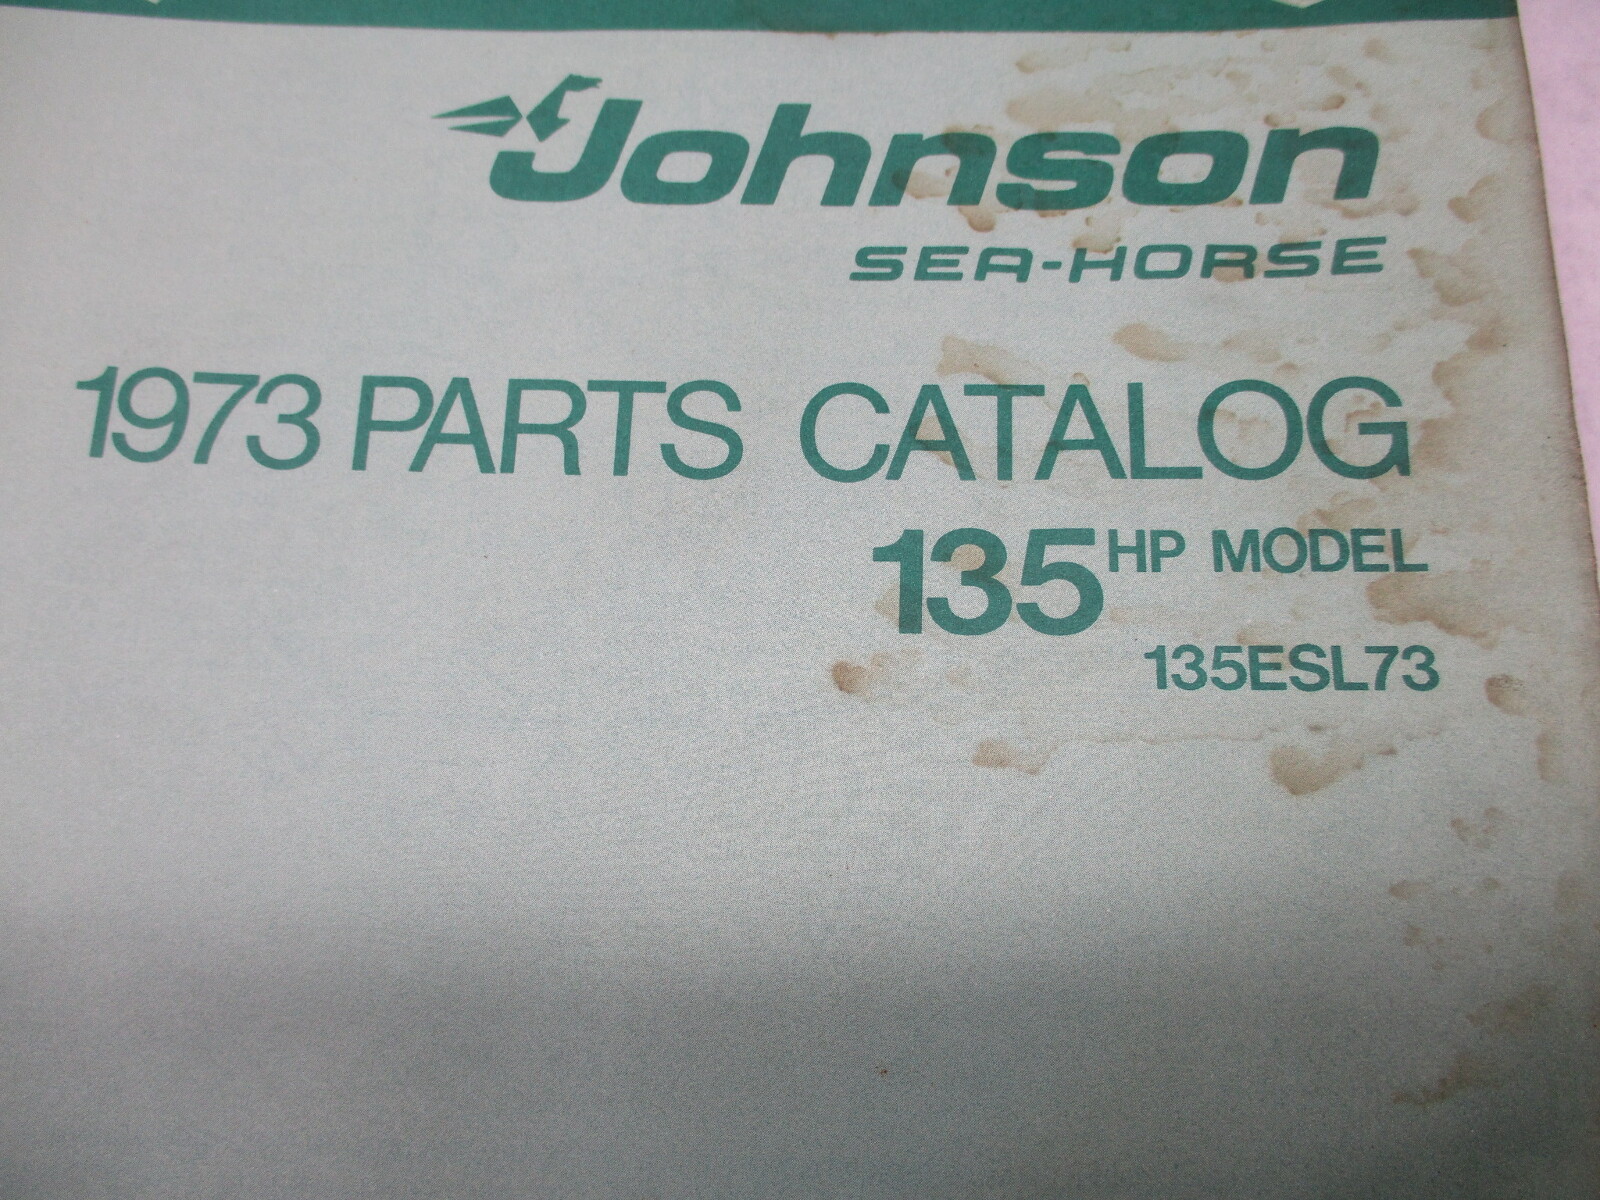 Johnson
SEA-HORSE
1973 PARTS CATALOG
135 HP MODEL
135ESL73